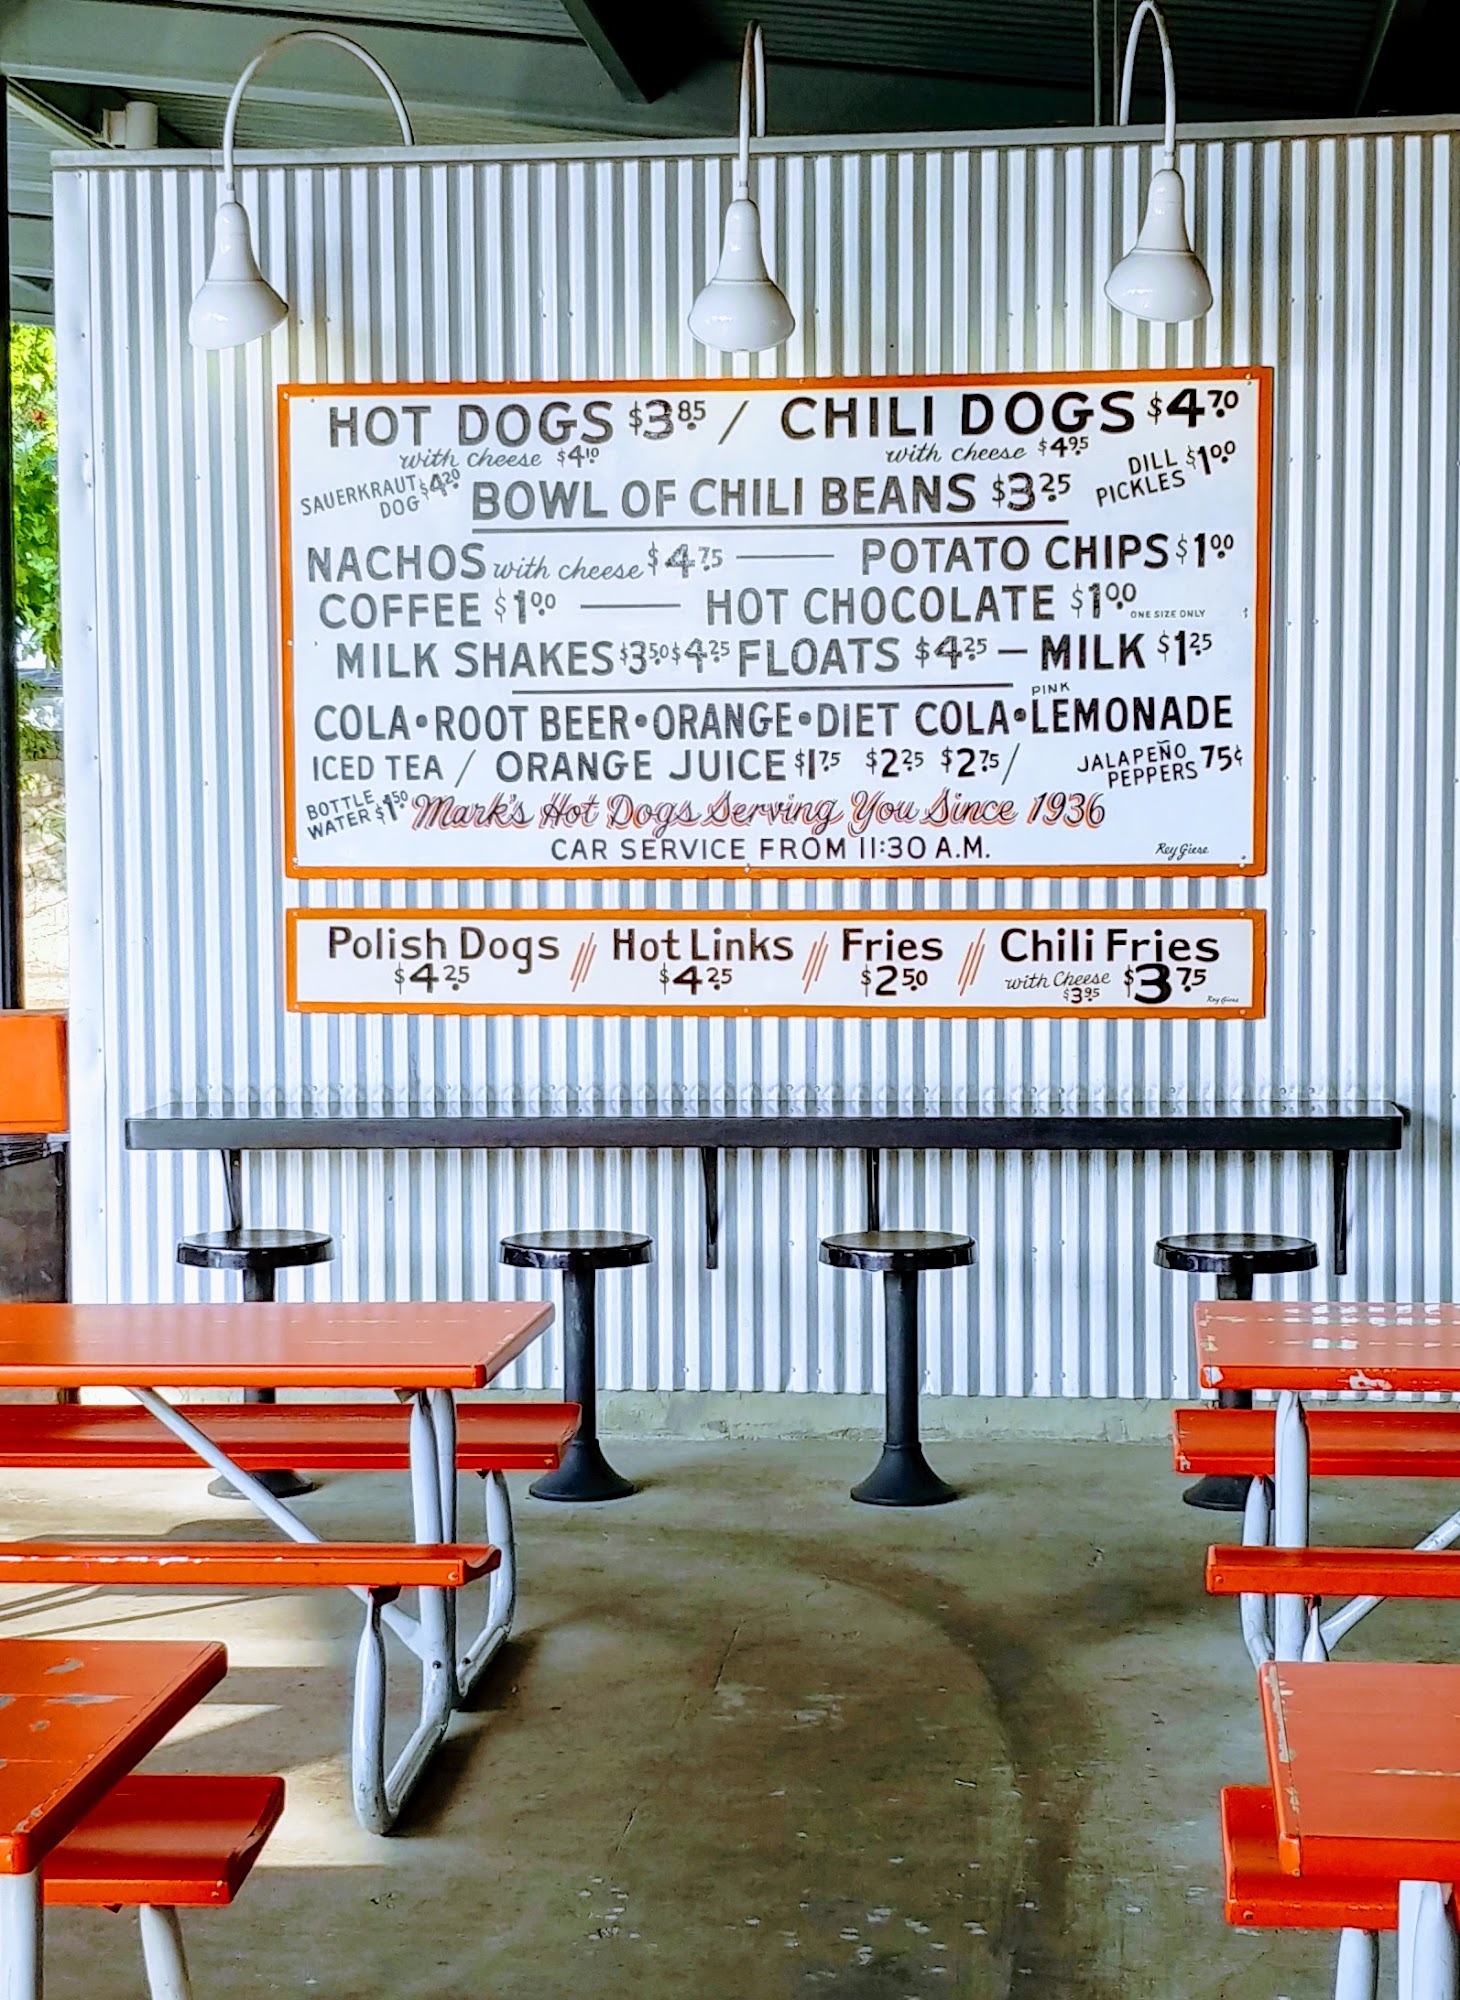 HOT DOGS $3.85 / CHILI DOGS $4.70
with cheese $4.10 with cheese $4.95
SAUERKRAUT DOG $4.20 BOWL OF CHILI BEANS $3.25 DILL PICKLES $1.00
NACHOS with cheese $4.75 — POTATO CHIPS $1.00
COFFEE $1.00 — HOT CHOCOLATE $1.00 ONE SIZE ONLY
MILK SHAKES $3.50 $4.25 FLOATS $4.25 — MILK $1.25
COLA • ROOT BEER • ORANGE • DIET COLA • PINK LEMONADE
ICED TEA / ORANGE JUICE $1.75 $2.25 $2.75 / JALAPEÑO PEPPERS 75¢
BOTTLE WATER $1.50 Mark's Hot Dogs Serving You Since 1936
CAR SERVICE FROM 11:30 A.M. Rey Giese
Polish Dogs // Hot Links // Fries // Chili Fries
$4.25 $4.25 $2.50 with Cheese $3.95 $3.75
Rey Giese